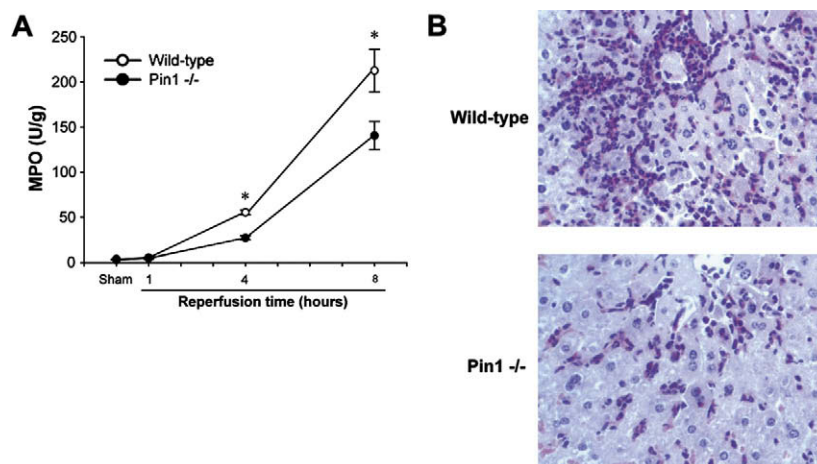 A
250
200
150
100
50
0
MPO (U/g)
Wild-type
Pin1 -/-
*
*
Sham 1 4 8
Reperfusion time (hours)
B
Wild-type
Pin1 -/-